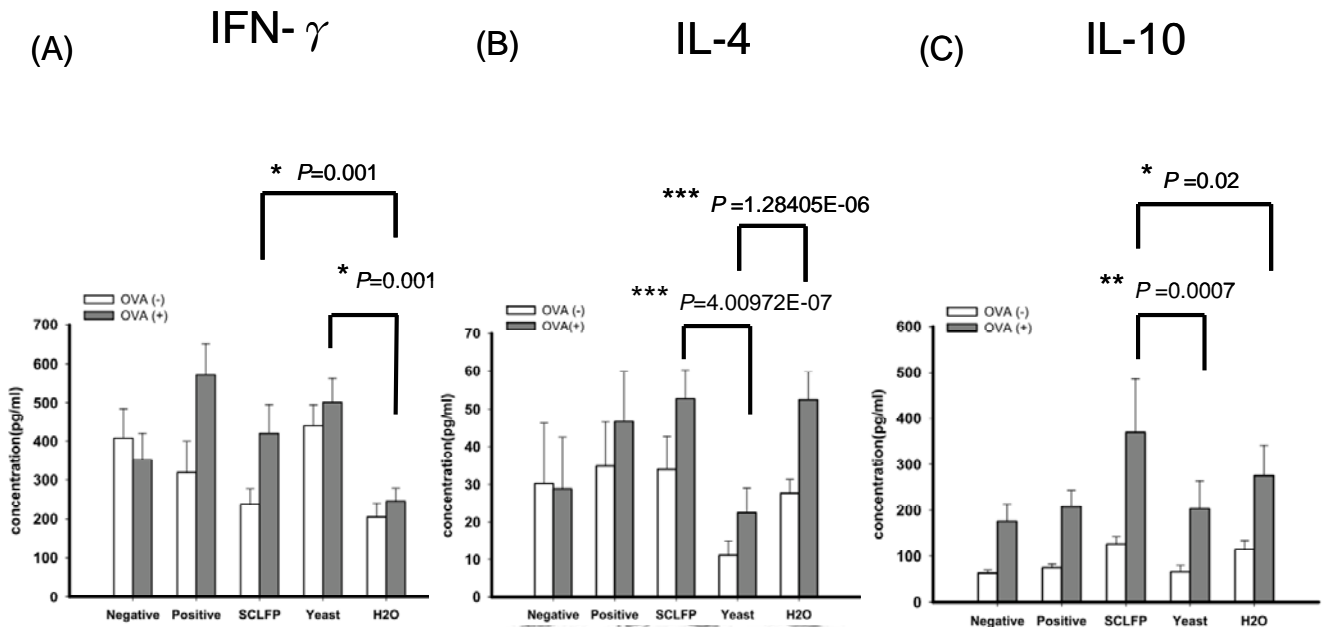 (A) IFN- γ
* P=0.001
* P=0.001
OVA (-)
OVA (+)
concentration(pg/ml)
700
600
500
400
300
200
100
0
Negative Positive SCLFP Yeast H2O
(B) IL-4
*** P =1.28405E-06
*** P=4.00972E-07
OVA (-)
OVA(+)
concentration(pg/ml)
70
60
50
40
30
20
10
0
Negative Positive SCLFP Yeast H2O
(C) IL-10
* P =0.02
** P =0.0007
OVA (-)
OVA (+)
concentration(pg/ml)
600
500
400
300
200
100
0
Negative Positive SCLFP Yeast H2O